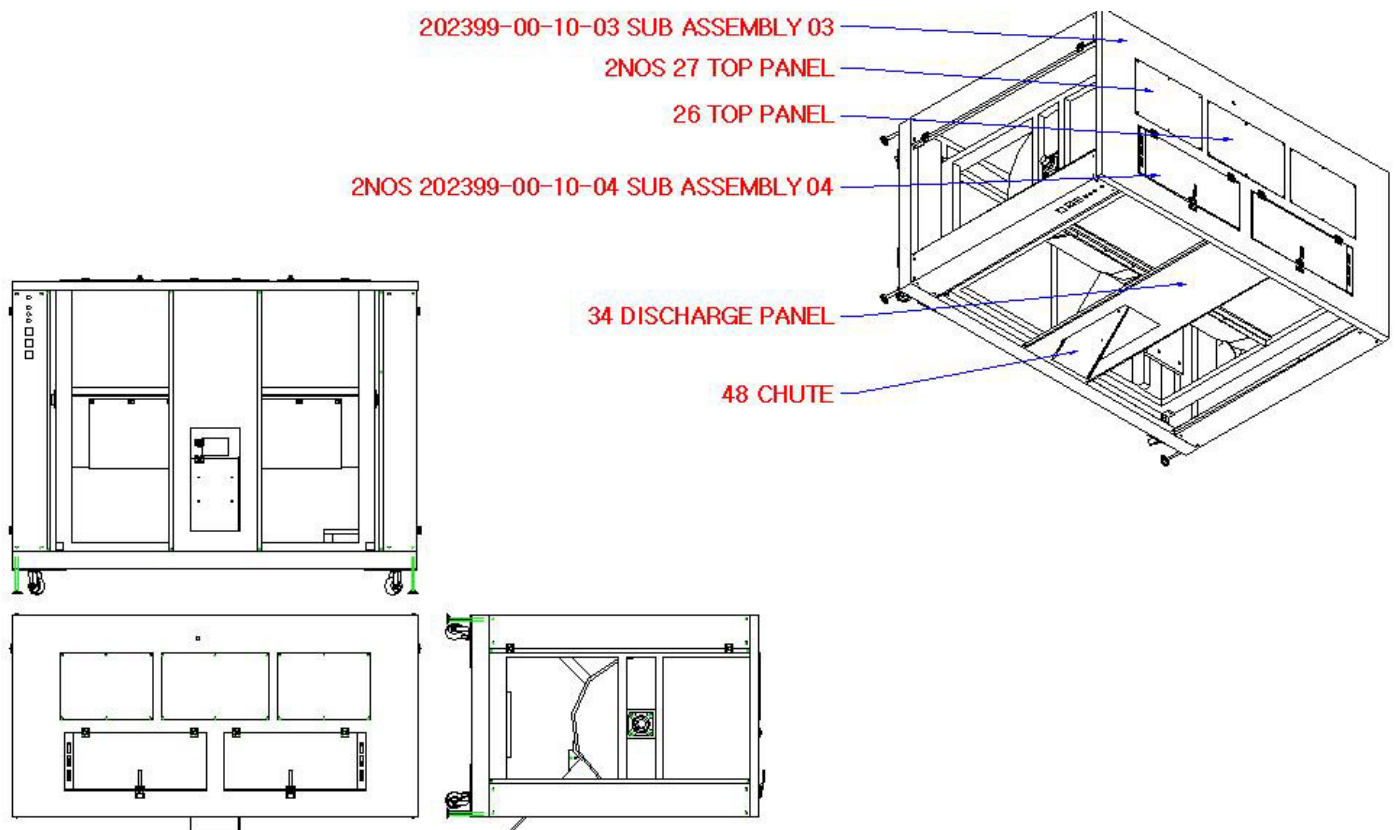 202399-00-10-03 SUB ASSEMBLY 03
2NOS 27 TOP PANEL
26 TOP PANEL
2NOS 202399-00-10-04 SUB ASSEMBLY 04
34 DISCHARGE PANEL
48 CHUTE